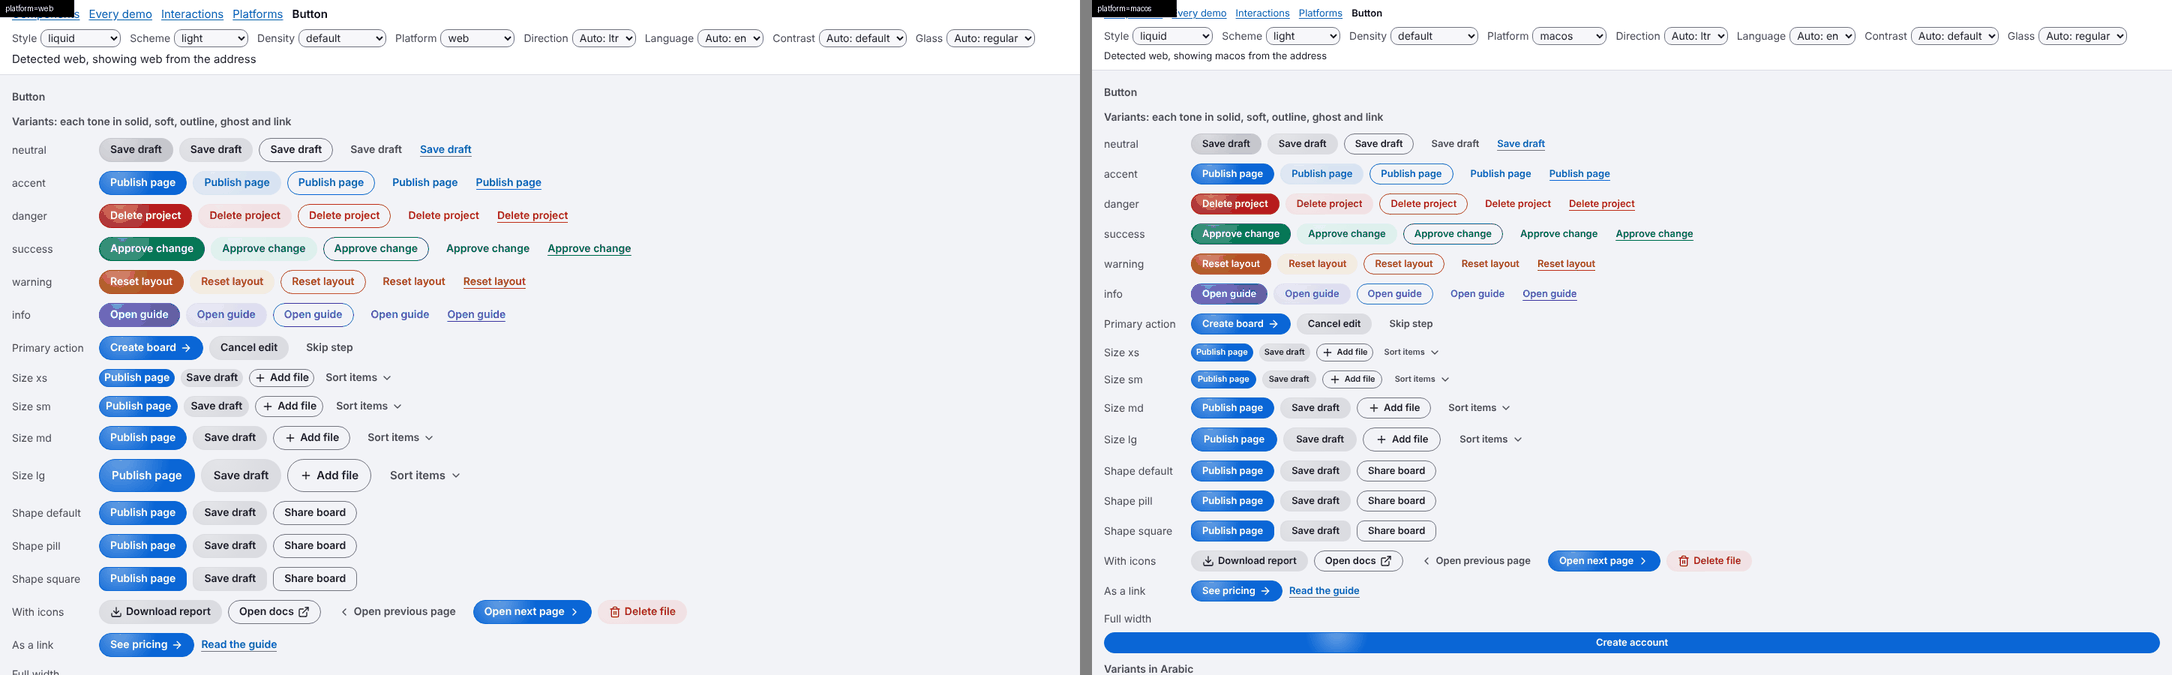 platform=web
Every demo Interactions Platforms Button
Style liquid Scheme light Density default Platform web Direction Auto: ltr Language Auto: en Contrast Auto: default Glass Auto: regular
Detected web, showing web from the address
Button
Variants: each tone in solid, soft, outline, ghost and link
neutral Save draft Save draft Save draft Save draft Save draft
accent Publish page Publish page Publish page Publish page Publish page
danger Delete project Delete project Delete project Delete project Delete project
success Approve change Approve change Approve change Approve change Approve change
warning Reset layout Reset layout Reset layout Reset layout Reset layout
info Open guide Open guide Open guide Open guide Open guide
Primary action Create board Cancel edit Skip step
Size xs Publish page Save draft Add file Sort items
Size sm Publish page Save draft Add file Sort items
Size md Publish page Save draft Add file Sort items
Size lg Publish page Save draft Add file Sort items
Shape default Publish page Save draft Share board
Shape pill Publish page Save draft Share board
Shape square Publish page Save draft Share board
With icons Download report Open docs Open previous page Open next page Delete file
As a link See pricing Read the guide
Full width
platform=macos
Every demo Interactions Platforms Button
Style liquid Scheme light Density default Platform macos Direction Auto: ltr Language Auto: en Contrast Auto: default Glass Auto: regular
Detected web, showing macos from the address
Button
Variants: each tone in solid, soft, outline, ghost and link
neutral Save draft Save draft Save draft Save draft Save draft
accent Publish page Publish page Publish page Publish page Publish page
danger Delete project Delete project Delete project Delete project Delete project
success Approve change Approve change Approve change Approve change Approve change
warning Reset layout Reset layout Reset layout Reset layout Reset layout
info Open guide Open guide Open guide Open guide Open guide
Primary action Create board Cancel edit Skip step
Size xs Publish page Save draft Add file Sort items
Size sm Publish page Save draft Add file Sort items
Size md Publish page Save draft Add file Sort items
Size lg Publish page Save draft Add file Sort items
Shape default Publish page Save draft Share board
Shape pill Publish page Save draft Share board
Shape square Publish page Save draft Share board
With icons Download report Open docs Open previous page Open next page Delete file
As a link See pricing Read the guide
Full width
Create account
Variants in Arabic